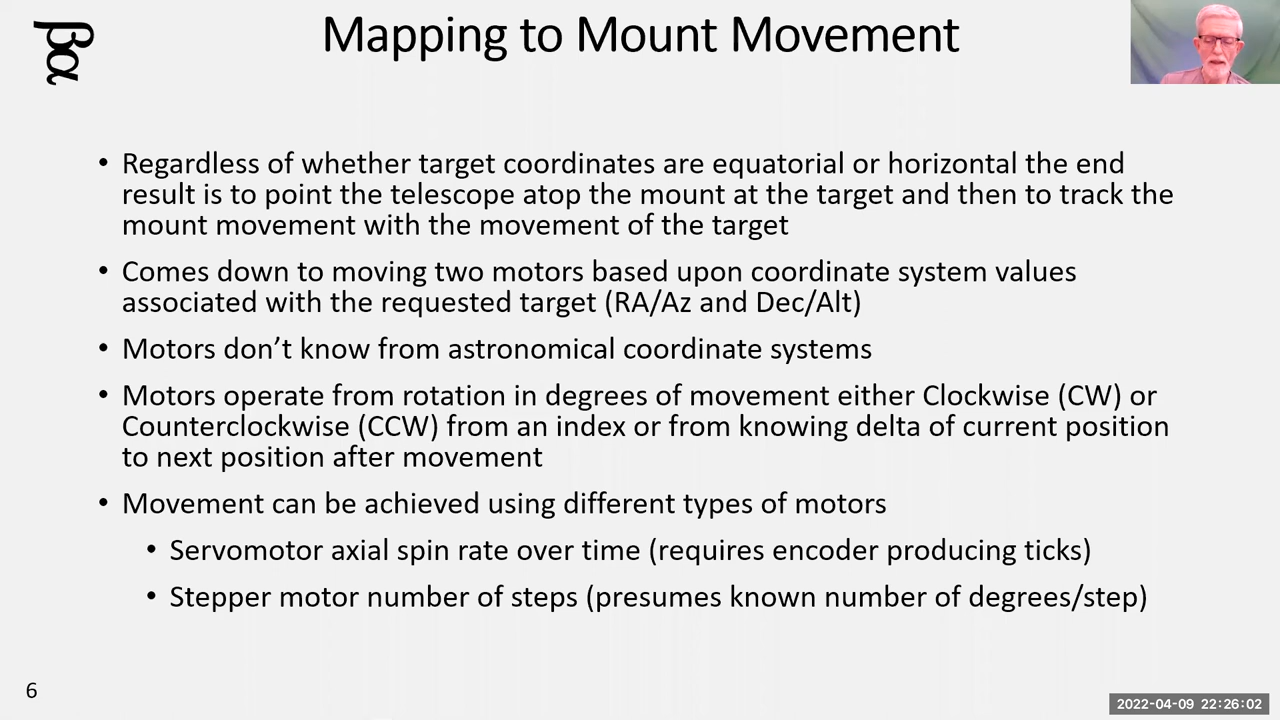 βα
Mapping to Mount Movement
• Regardless of whether target coordinates are equatorial or horizontal the end
result is to point the telescope atop the mount at the target and then to track the
mount movement with the movement of the target
• Comes down to moving two motors based upon coordinate system values
associated with the requested target (RA/Az and Dec/Alt)
• Motors don’t know from astronomical coordinate systems
• Motors operate from rotation in degrees of movement either Clockwise (CW) or
Counterclockwise (CCW) from an index or from knowing delta of current position
to next position after movement
• Movement can be achieved using different types of motors
• Servomotor axial spin rate over time (requires encoder producing ticks)
• Stepper motor number of steps (presumes known number of degrees/step)
6
2022-04-09 22:26:02